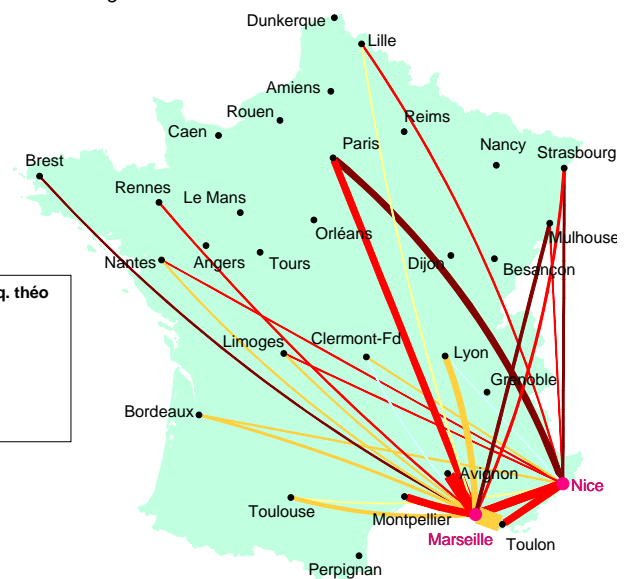 Dunkerque
Lille
Amiens
Rouen
Reims
Caen
Paris
Nancy
Strasbourg
Brest
Rennes
Le Mans
Orléans
Mulhouse
Nantes
Angers
Tours
Dijon
Besançon
q. théo
Limoges
Clermont-Fd
Lyon
Grenoble
Bordeaux
Avignon
Nice
Toulouse
Montpellier
Marseille
Toulon
Perpignan